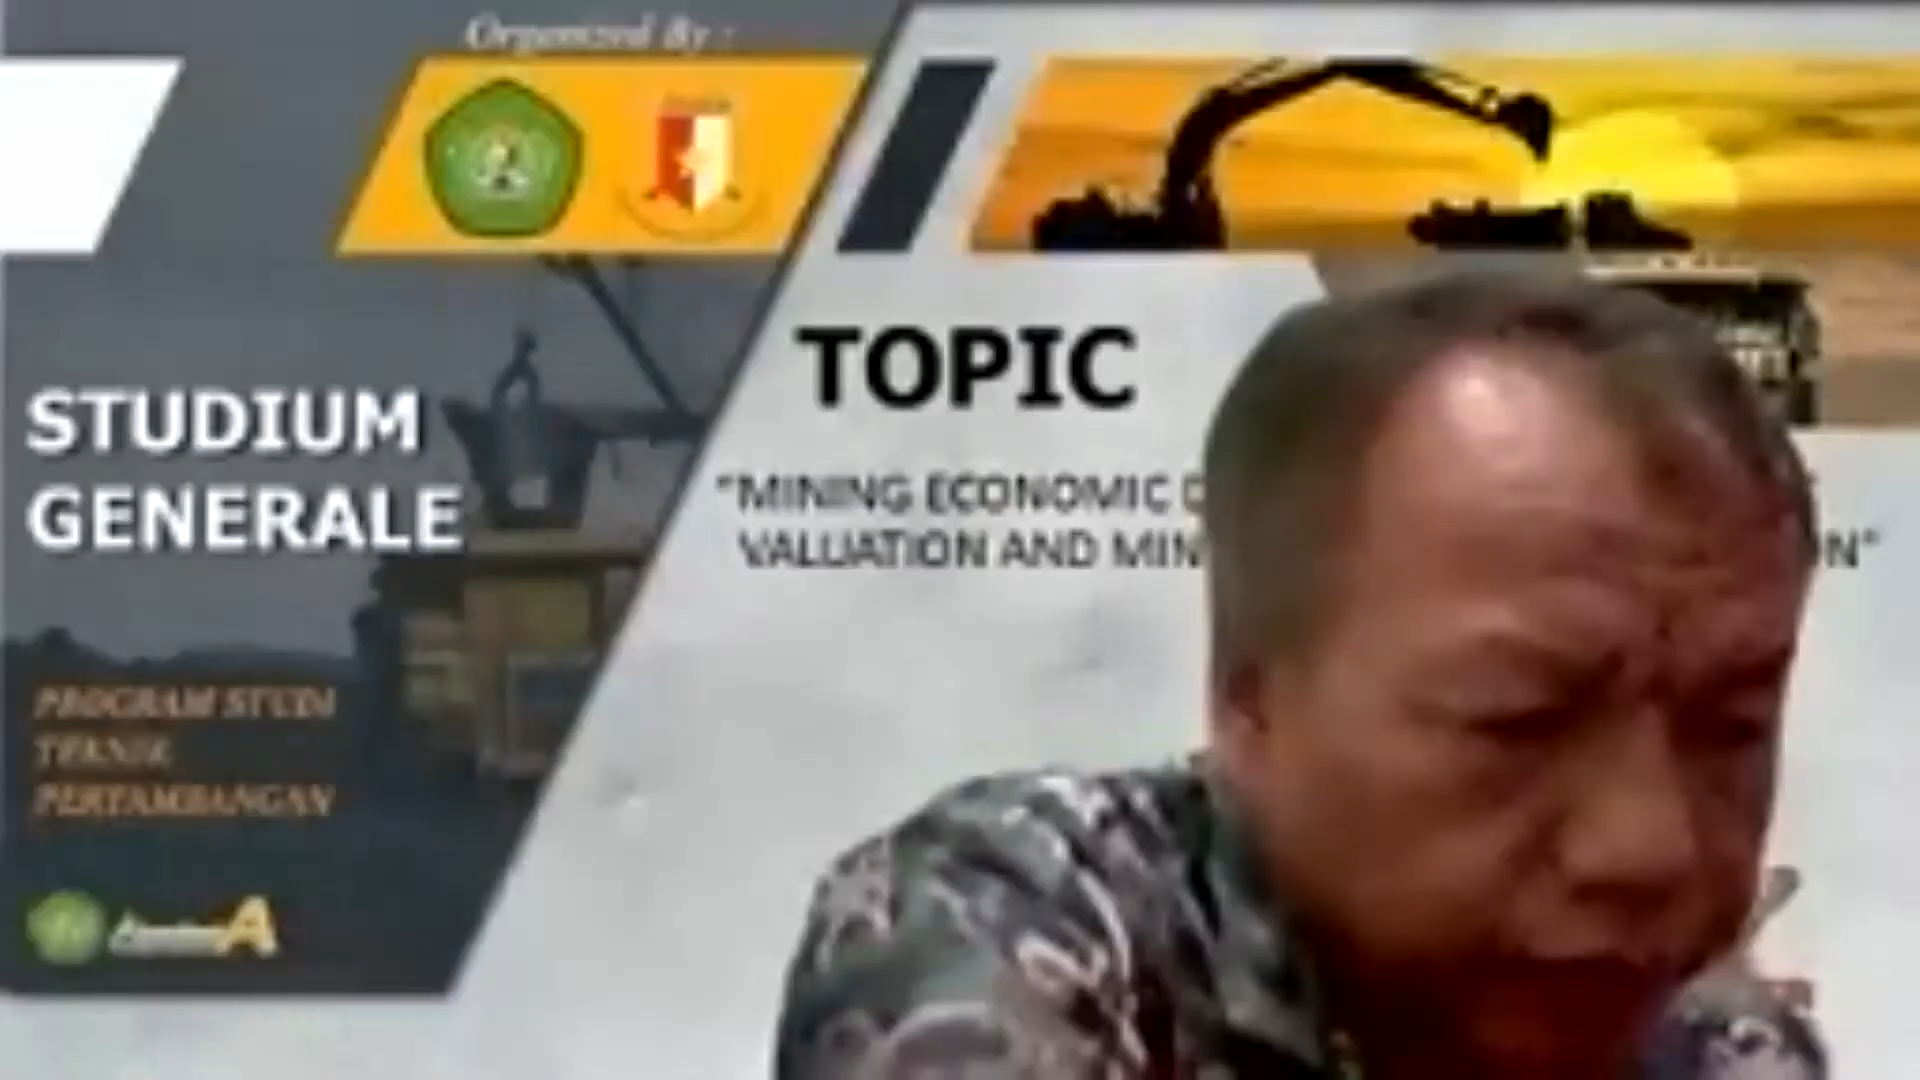 Organized By :
STUDIUM
GENERALE
PROGRAM STUDI
TEKNIK
PERTAMBANGAN
A
TOPIC
"MINING ECONOMIC
VALUATION AND MIN
N"